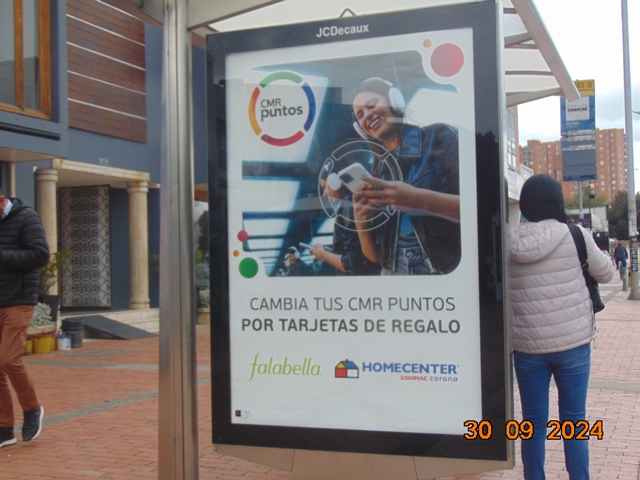 JCDecaux
CMR
puntos
CAMBIA TUS CMR PUNTOS
POR TARJETAS DE REGALO
falabella.
HOMECENTER
SODIMAC corona
30 09 2024